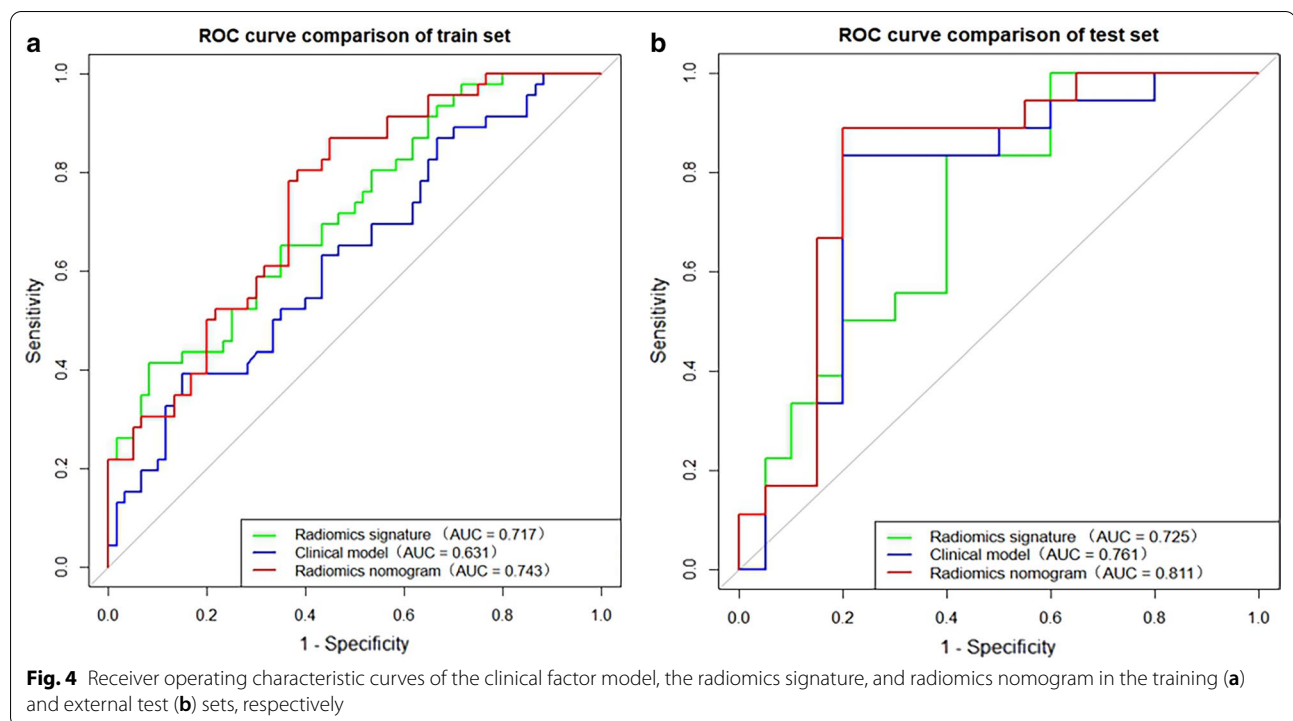 a
ROC curve comparison of train set
Sensitivity
0.0 0.2 0.4 0.6 0.8 1.0
Radiomics signature （AUC = 0.717）
Clinical model（AUC = 0.631)
Radiomics nomogram（AUC = 0.743)
0.0 0.2 0.4 0.6 0.8 1.0
1 - Specificity
b
ROC curve comparison of test set
Sensitivity
0.0 0.2 0.4 0.6 0.8 1.0
Radiomics signature （AUC = 0.725)
Clinical model（AUC = 0.761)
Radiomics nomogram（AUC = 0.811)
0.0 0.2 0.4 0.6 0.8 1.0
1 - Specificity
Fig. 4 Receiver operating characteristic curves of the clinical factor model, the radiomics signature, and radiomics nomogram in the training (a)
and external test (b) sets, respectively